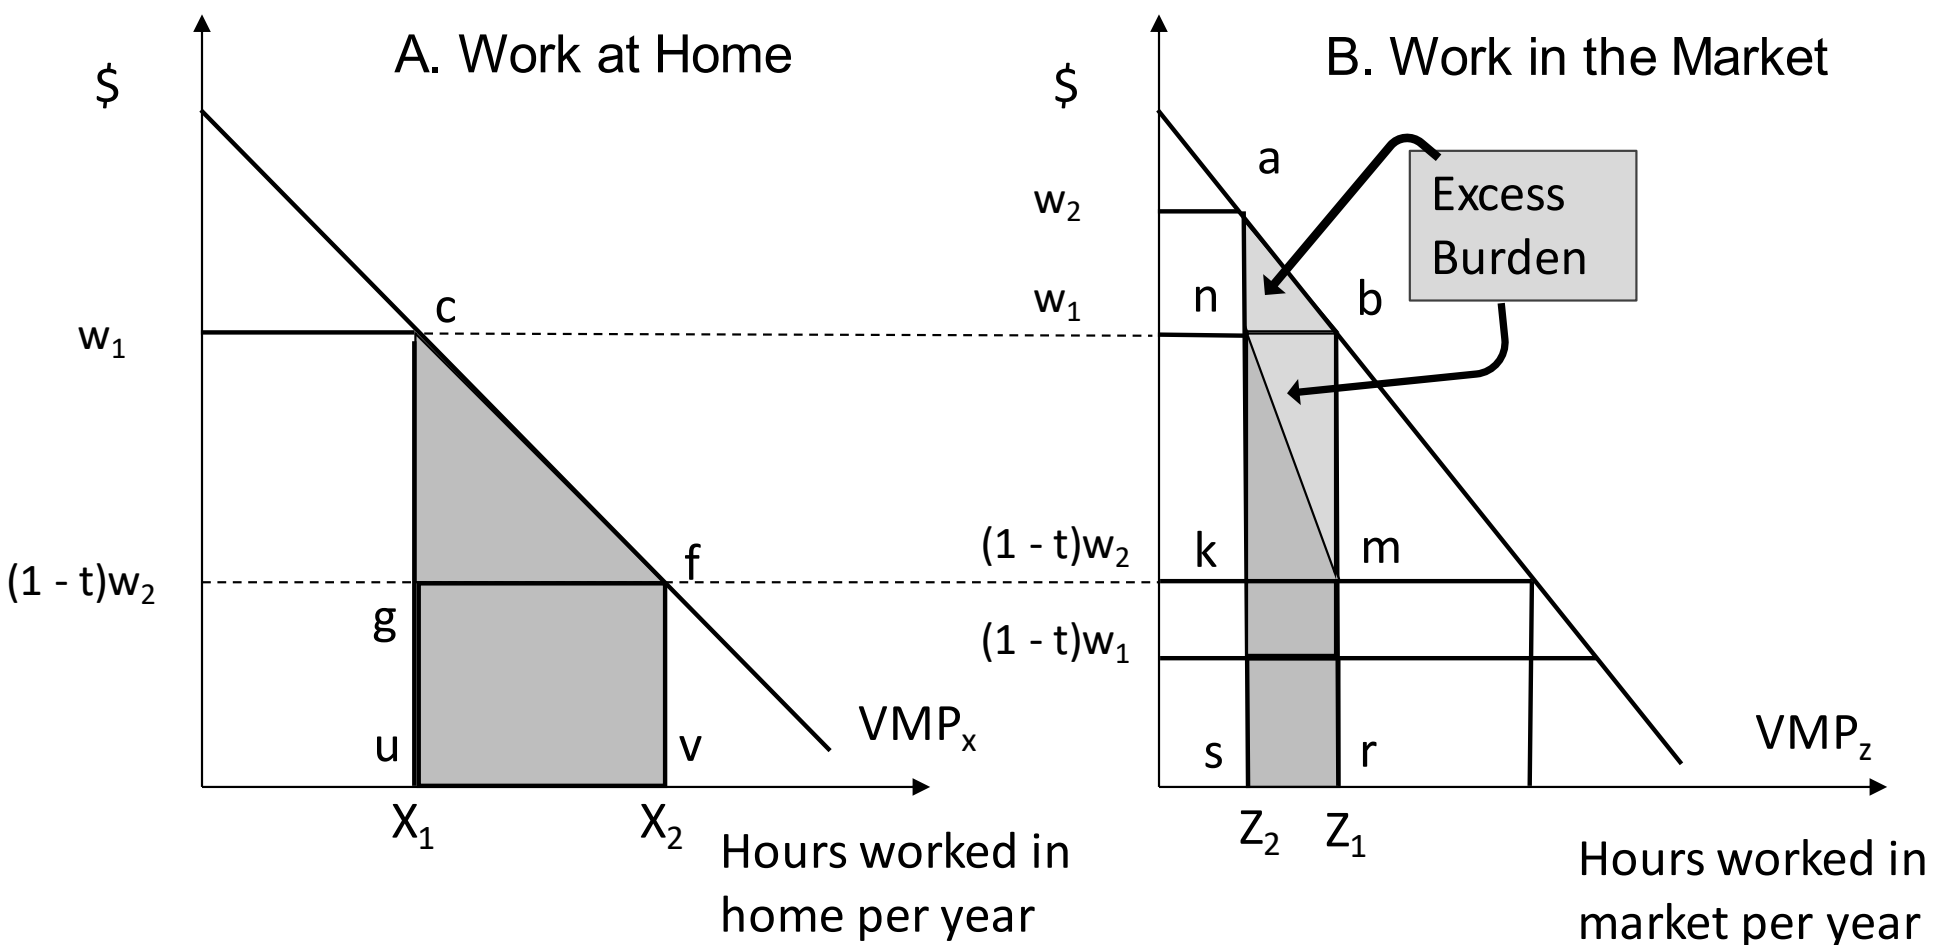 A. Work at Home
$
c
w₁
f
(1 - t)w₂
g
u
v
VMPₓ
X₁
X₂
Hours worked in
home per year
B. Work in the Market
$
a
Excess
Burden
w₂
n
b
w₁
(1 - t)w₂
k
m
(1 - t)w₁
s
r
VMP_z
Z₂
Z₁
Hours worked in
market per year